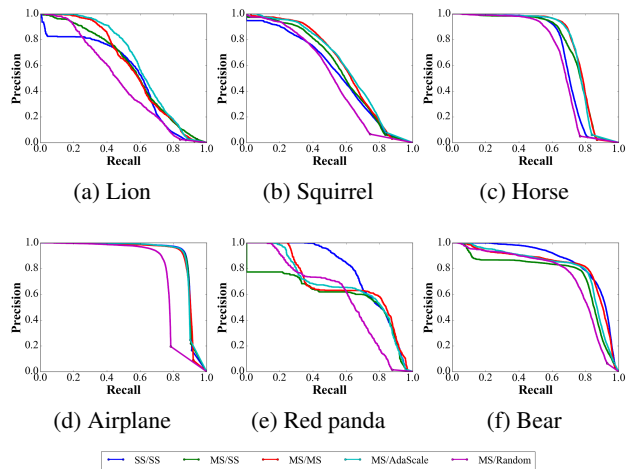 1.0 1.0 1.0
0.8 0.8 0.8
0.6 0.6 0.6
0.4 0.4 0.4
0.2 0.2 0.2
0.0 0.0 0.0
Precision Precision Precision
0.0 0.2 0.4 0.6 0.8 1.0 0.0 0.2 0.4 0.6 0.8 1.0 0.0 0.2 0.4 0.6 0.8 1.0
Recall Recall Recall
(a) Lion (b) Squirrel (c) Horse
1.0 1.0 1.0
0.8 0.8 0.8
0.6 0.6 0.6
0.4 0.4 0.4
0.2 0.2 0.2
0.0 0.0 0.0
Precision Precision Precision
0.0 0.2 0.4 0.6 0.8 1.0 0.0 0.2 0.4 0.6 0.8 1.0 0.0 0.2 0.4 0.6 0.8 1.0
Recall Recall Recall
(d) Airplane (e) Red panda (f) Bear
SS/SS MS/SS MS/MS MS/AdaScale MS/Random